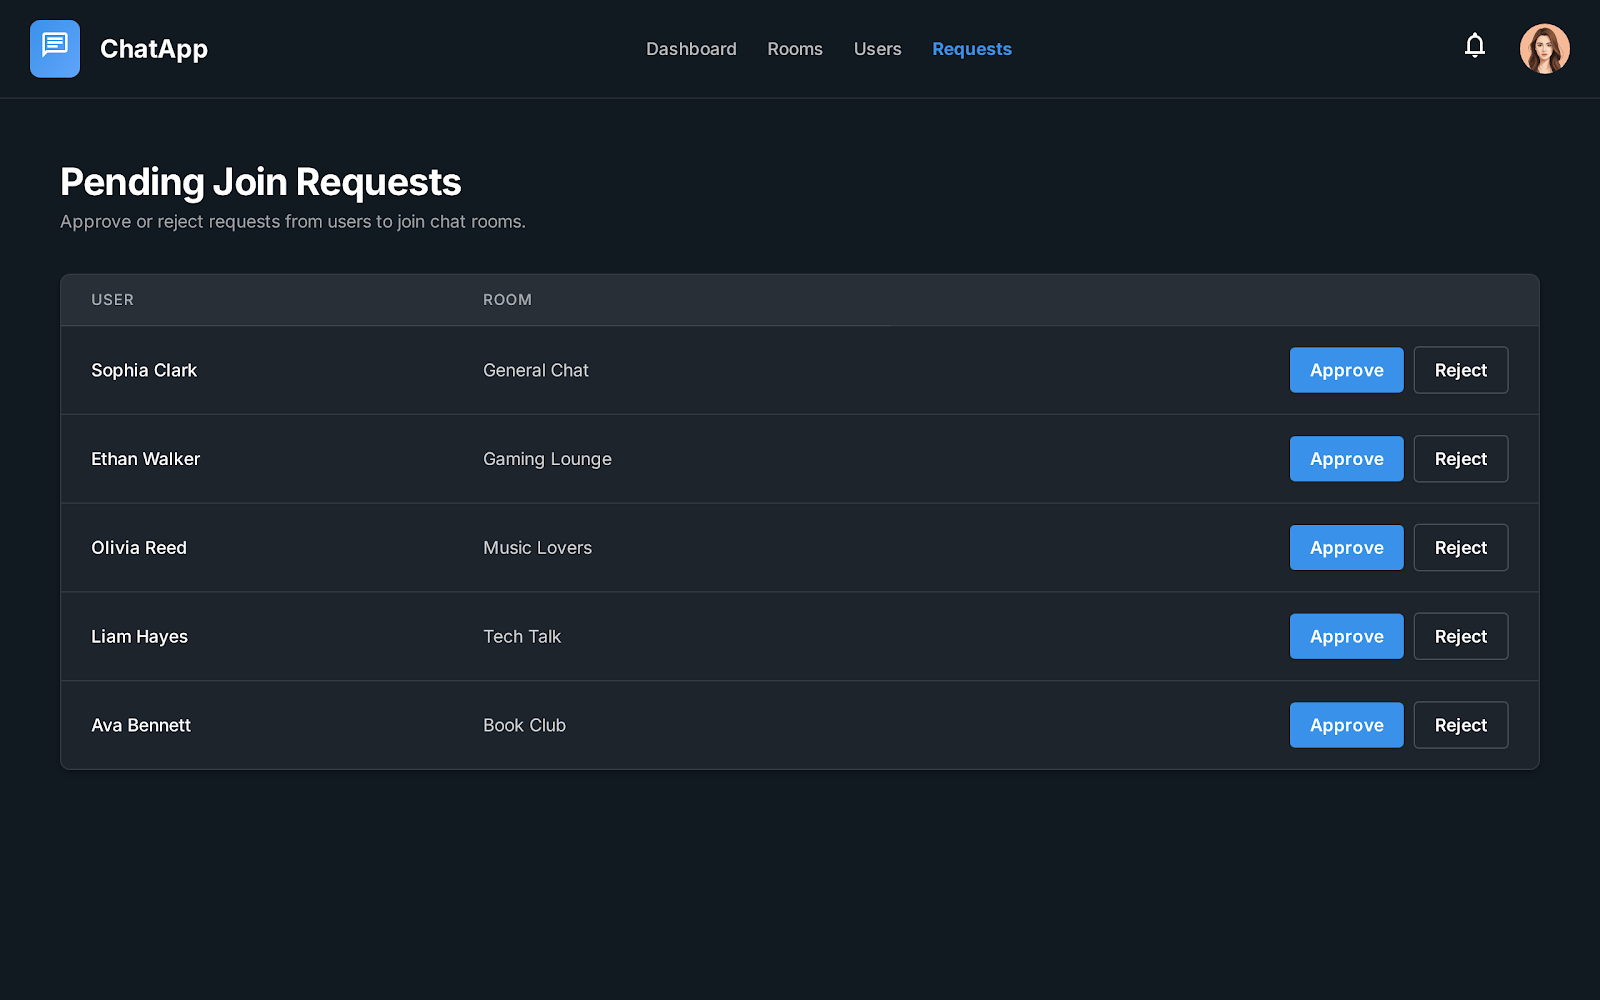 ChatApp
Dashboard Rooms Users Requests
Pending Join Requests
Approve or reject requests from users to join chat rooms.
USER ROOM
Sophia Clark General Chat Approve Reject
Ethan Walker Gaming Lounge Approve Reject
Olivia Reed Music Lovers Approve Reject
Liam Hayes Tech Talk Approve Reject
Ava Bennett Book Club Approve Reject